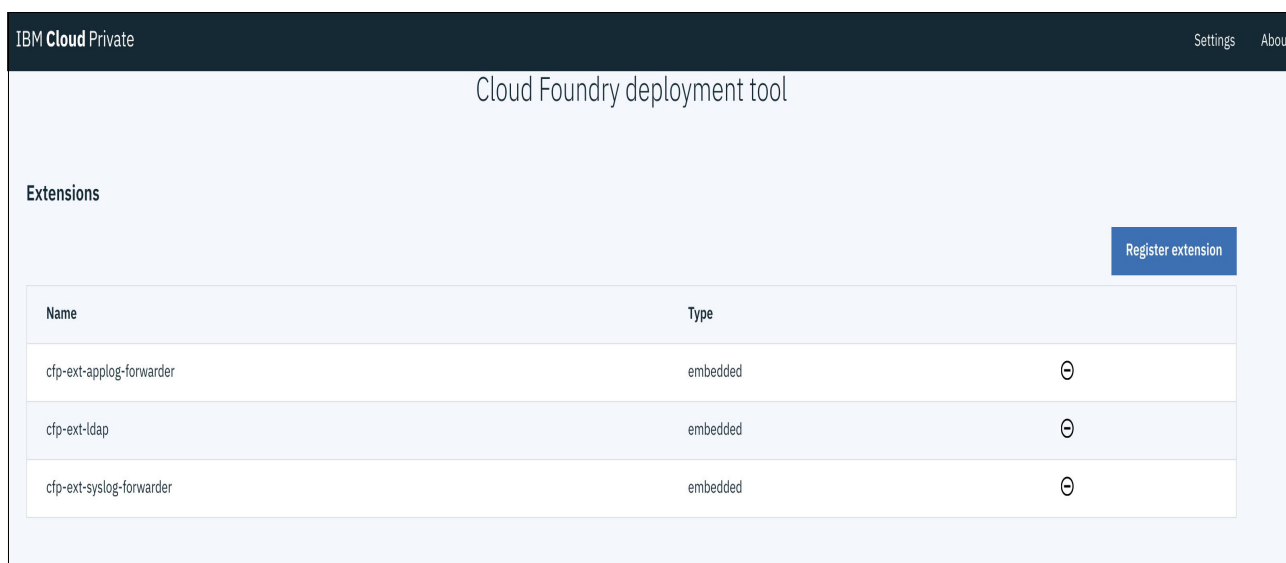 IBM Cloud Private
Settings Abou
Cloud Foundry deployment tool
Extensions
Register extension
Name Type
cfp-ext-applog-forwarder embedded
cfp-ext-ldap embedded
cfp-ext-syslog-forwarder embedded